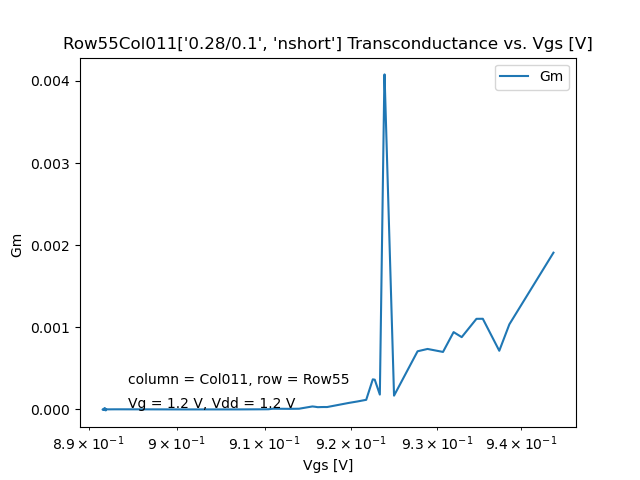 Row55Col011['0.28/0.1', 'nshort'] Transconductance vs. Vgs [V]
Gm
0.004
0.003
0.002
0.001
0.000
Gm
column = Col011, row = Row55
Vg = 1.2 V, Vdd = 1.2 V
8.9 × 10⁻¹ 9 × 10⁻¹ 9.1 × 10⁻¹ 9.2 × 10⁻¹ 9.3 × 10⁻¹ 9.4 × 10⁻¹
Vgs [V]